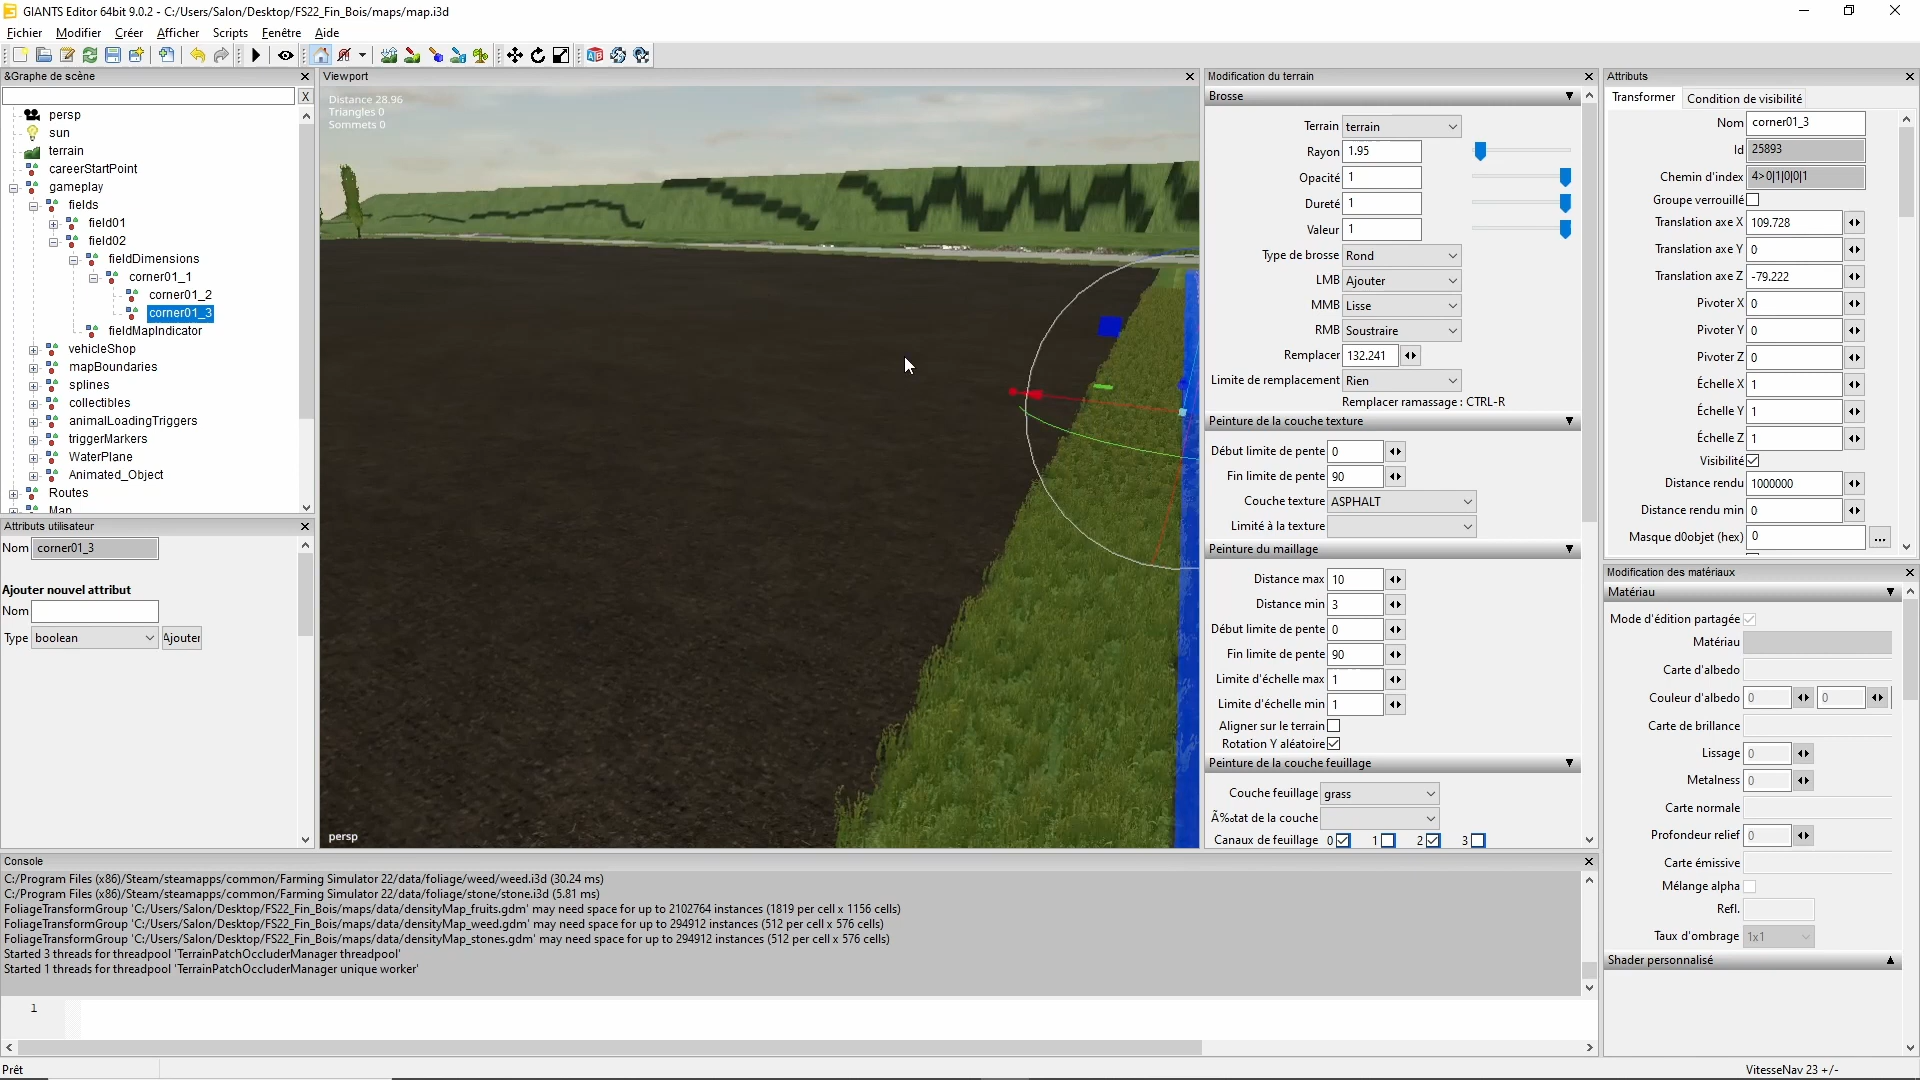 GIANTS Editor 64bit 9.0.2 - C:/Users/Salon/Desktop/FS22_Fin_Bois/maps/map.i3d
Fichier Modifier Créer Afficher Scripts Fenêtre Aide
&Graphe de scène
X
persp
sun
terrain
careerStartPoint
gameplay
fields
field01
field02
fieldDimensions
corner01_1
corner01_2
corner01_3
fieldMapIndicator
vehicleShop
mapBoundaries
splines
collectibles
animalLoadingTriggers
triggerMarkers
WaterPlane
Animated_Object
Routes
Map
Attributs utilisateur
Nom corner01_3
Ajouter nouvel attribut
Nom
Type boolean Ajouter
Viewport
Distance 28.96
Triangles 0
Sommets 0
persp
Modification du terrain
Brosse
Terrain terrain
Rayon 1.95
Opacité 1
Dureté 1
Valeur 1
Type de brosse Rond
LMB Ajouter
MMB Lisse
RMB Soustraire
Remplacer 132.241
Limite de remplacement Rien
Remplacer ramassage : CTRL-R
Peinture de la couche texture
Début limite de pente 0
Fin limite de pente 90
Couche texture ASPHALT
Limité à la texture
Peinture du maillage
Distance max 10
Distance min 3
Début limite de pente 0
Fin limite de pente 90
Limite d'échelle max 1
Limite d'échelle min 1
Aligner sur le terrain
Rotation Y aléatoire
Peinture de la couche feuillage
Couche feuillage grass
Ã‰tat de la couche
Canaux de feuillage 0 1 2 3
Attributs
Transformer Condition de visibilité
Nom corner01_3
Id 25893
Chemin d'index 4>0|1|0|0|1
Groupe verrouillé
Translation axe X 109.728
Translation axe Y 0
Translation axe Z -79.222
Pivoter X 0
Pivoter Y 0
Pivoter Z 0
Échelle X 1
Échelle Y 1
Échelle Z 1
Visibilité
Distance rendu 1000000
Distance rendu min 0
Masque d0objet (hex) 0 ...
Modification des matériaux
Matériau
Mode d'édition partagée
Matériau
Carte d'albedo
Couleur d'albedo 0 0
Carte de brillance
Lissage 0
Metalness 0
Carte normale
Profondeur relief 0
Carte émissive
Mélange alpha
Refl.
Taux d'ombrage 1x1
Shader personnalisé
Console
C:/Program Files (x86)/Steam/steamapps/common/Farming Simulator 22/data/foliage/weed/weed.i3d (30.24 ms)
C:/Program Files (x86)/Steam/steamapps/common/Farming Simulator 22/data/foliage/stone/stone.i3d (5.81 ms)
FoliageTransformGroup 'C:/Users/Salon/Desktop/FS22_Fin_Bois/maps/data/densityMap_fruits.gdm' may need space for up to 2102764 instances (1819 per cell x 1156 cells)
FoliageTransformGroup 'C:/Users/Salon/Desktop/FS22_Fin_Bois/maps/data/densityMap_weed.gdm' may need space for up to 294912 instances (512 per cell x 576 cells)
FoliageTransformGroup 'C:/Users/Salon/Desktop/FS22_Fin_Bois/maps/data/densityMap_stones.gdm' may need space for up to 294912 instances (512 per cell x 576 cells)
Started 3 threads for threadpool 'TerrainPatchOccluderManager threadpool'
Started 1 threads for threadpool 'TerrainPatchOccluderManager unique worker'
1
Prêt
VitesseNav 23 +/-